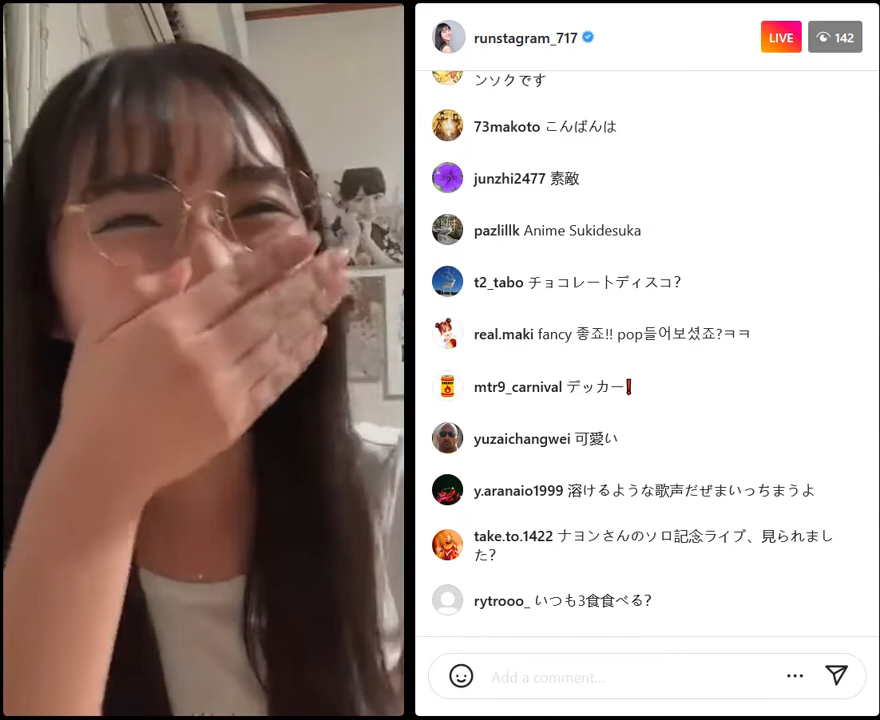 runstagram_717
LIVE
142
ンソクです
73makoto こんばんは
junzhi2477 素敵
pazlillk Anime Sukidesuka
t2_tabo チョコレートディスコ?
real.maki fancy 좋죠!! pop들어보셨죠?ㅋㅋ
mtr9_carnival デッカー❗
yuzaichangwei 可愛い
y.aranaio1999 溶けるような歌声だぜまいっちまうよ
take.to.1422 ナヨンさんのソロ記念ライブ、見られまし
た?
rytrooo_ いつも3食食べる?
Add a comment...